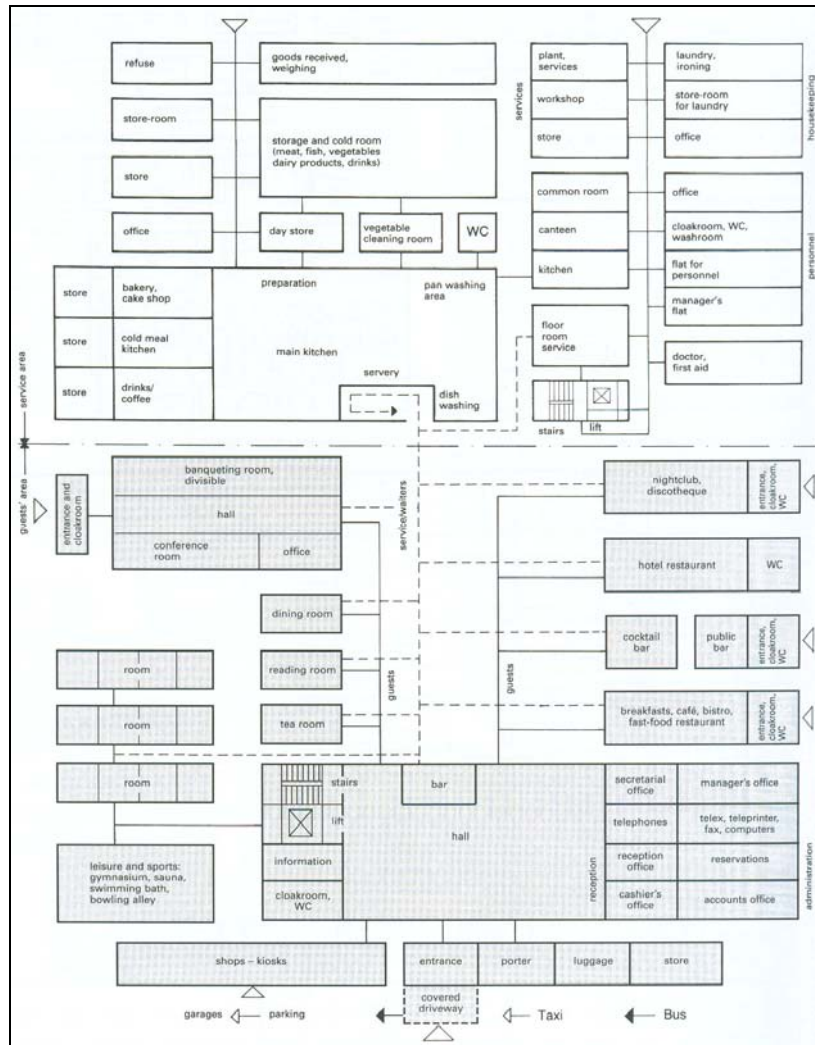 refuse
goods received,
weighing
plant,
services
laundry,
ironing
services
housekeeping
store-room
workshop
store-room
for laundry
storage and cold room
(meat, fish, vegetables
dairy products, drinks)
store
store
office
common room
office
office
day store
vegetable
cleaning room
WC
canteen
cloakroom, WC,
washroom
personnel
kitchen
flat for
personnel
store
bakery,
cake shop
preparation
pan washing
area
manager's
flat
store
cold meal
kitchen
main kitchen
floor
room
service
doctor,
first aid
servery
store
drinks/
coffee
dish
washing
stairs
lift
service area
guests' area
entrance and
cloakroom
banqueting room,
divisible
hall
conference
room
office
service/waiters
nightclub,
discotheque
entrance,
cloakroom,
WC
hotel restaurant
WC
dining room
cocktail
bar
public
bar
entrance,
cloakroom,
WC
room
reading room
guests
guests
room
tea room
breakfasts, café, bistro,
fast-food restaurant
entrance,
cloakroom,
WC
room
stairs
bar
secretarial
office
manager's office
lift
hall
telephones
telex, teleprinter,
fax, computers
leisure and sports:
gymnasium, sauna,
swimming bath,
bowling alley
information
reception
reception
office
reservations
administration
cloakroom,
WC
cashier's
office
accounts office
shops – kiosks
entrance
porter
luggage
store
covered
driveway
garages
parking
Taxi
Bus